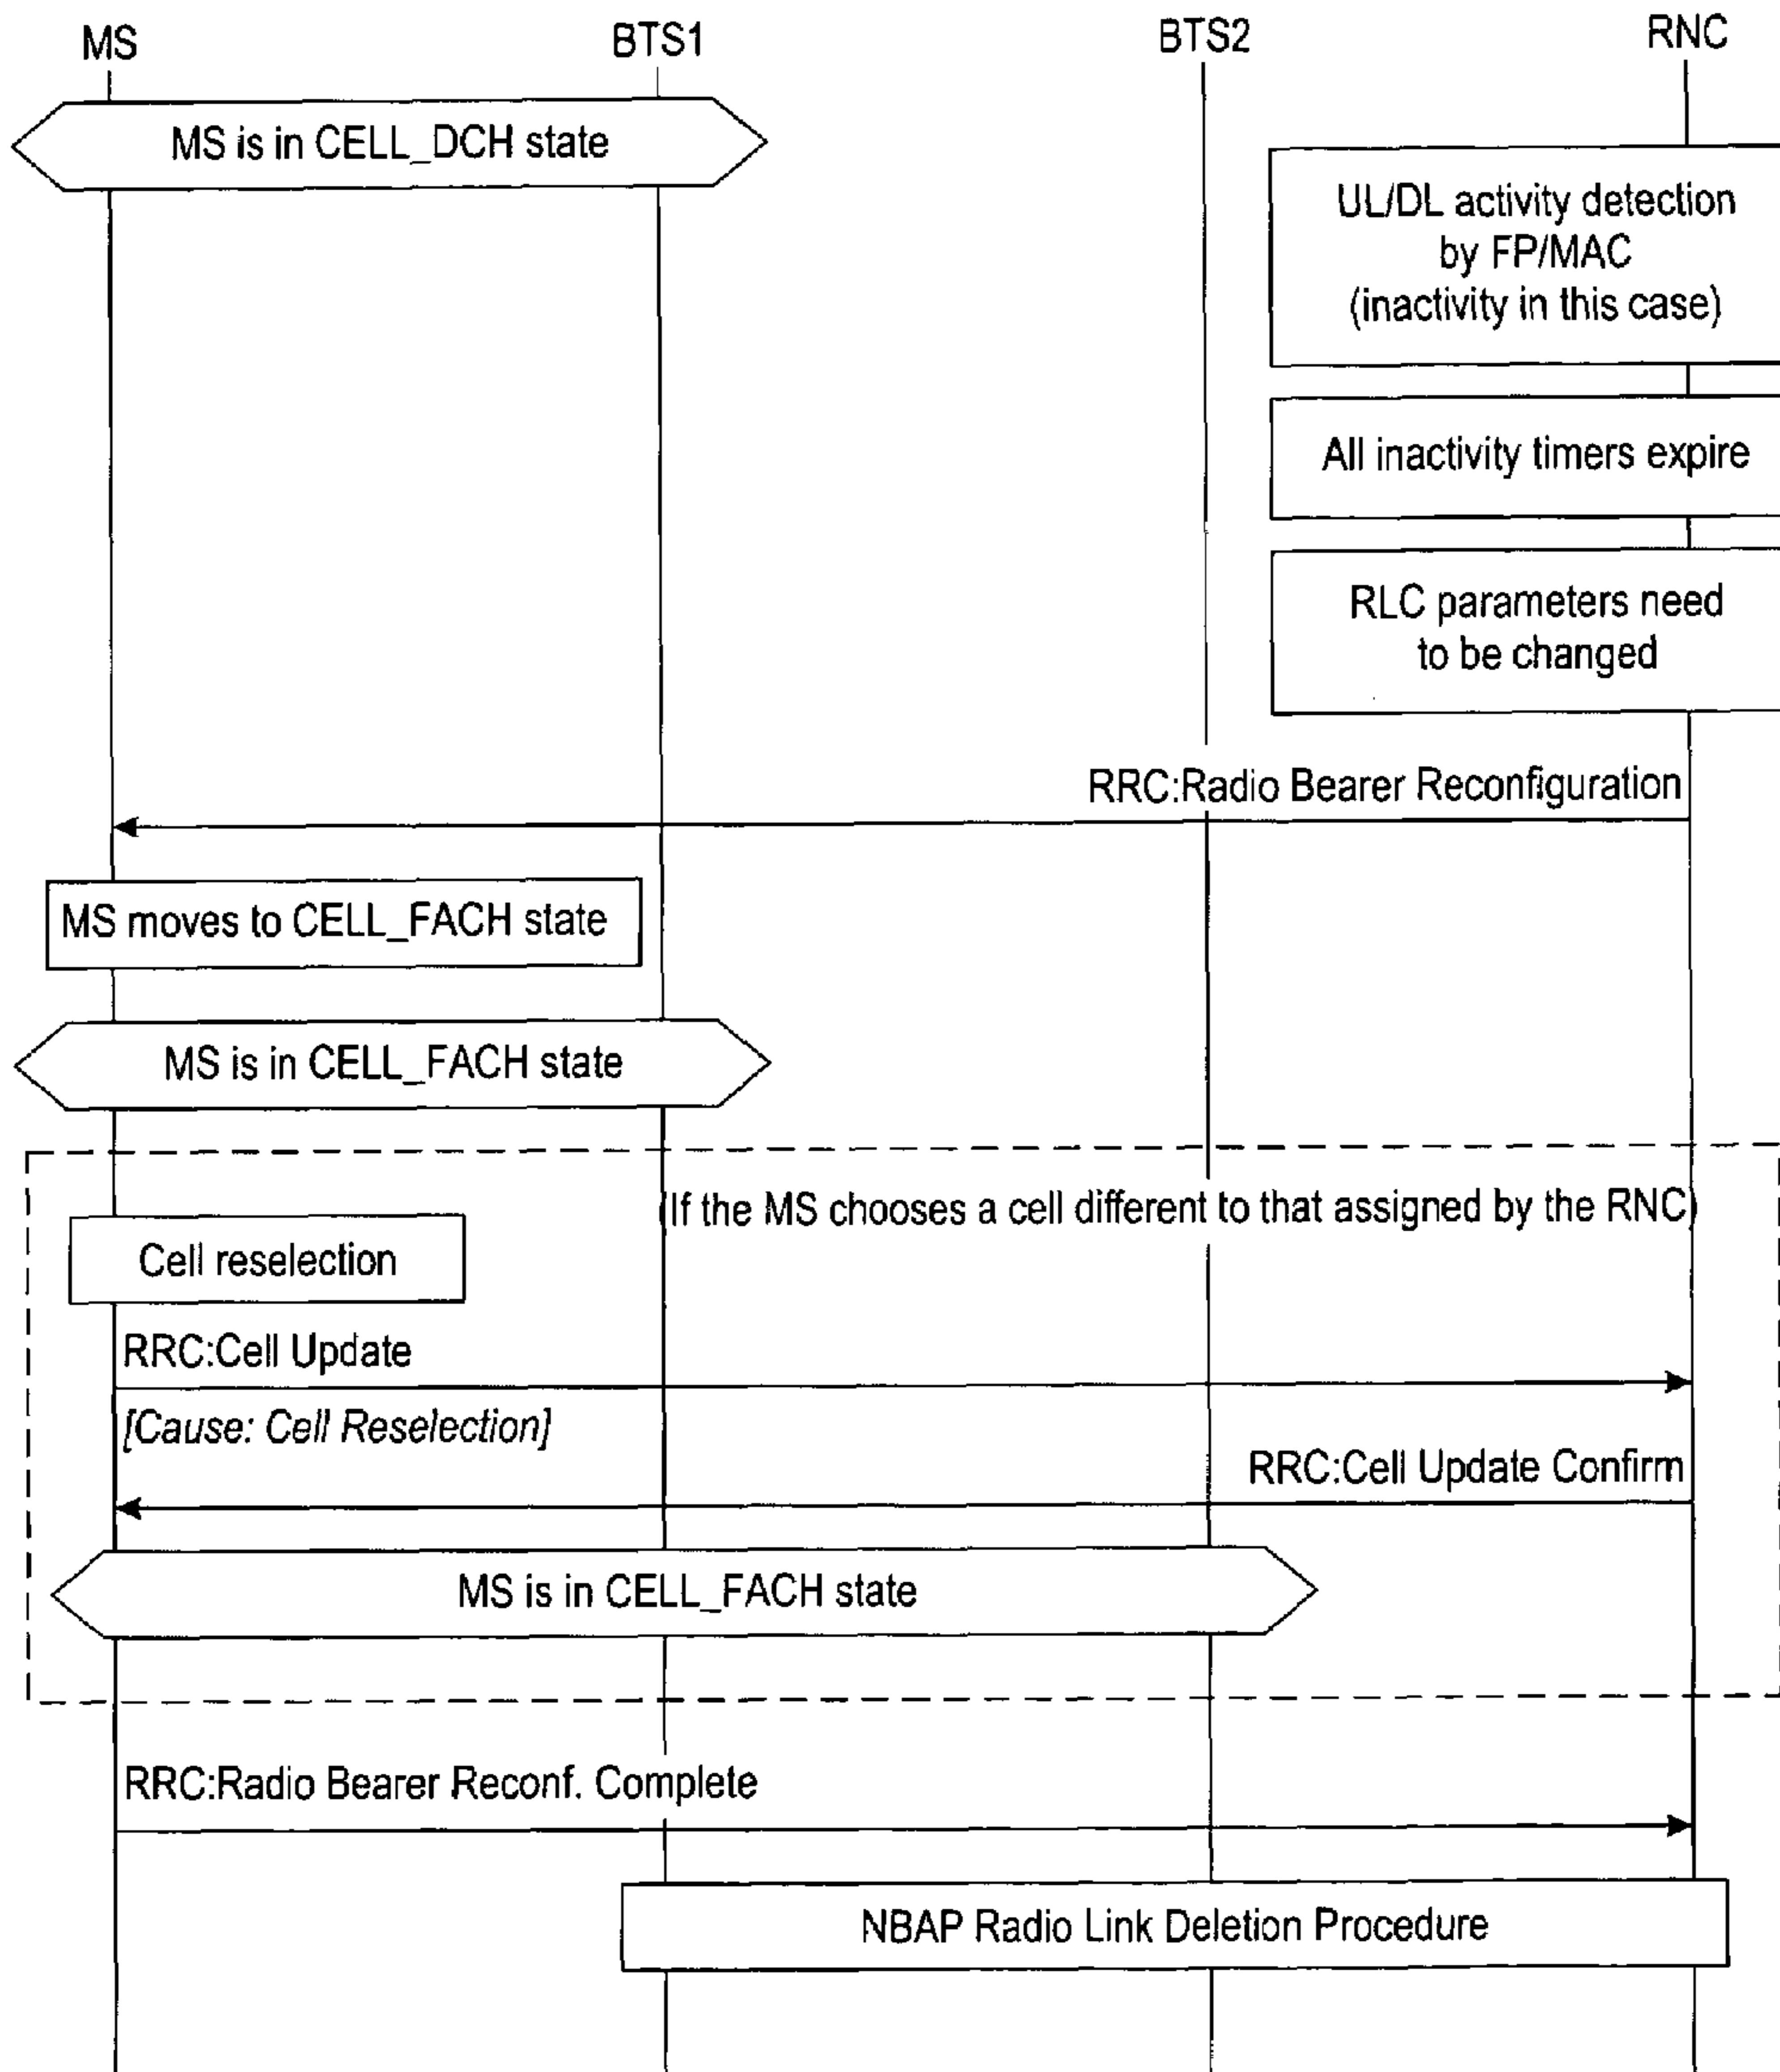 MS
BTS1
BTS2
RNC
MS is in CELL_DCH state
UL/DL activity detection
by FP/MAC
(inactivity in this case)
All inactivity timers expire
RLC parameters need
to be changed
RRC:Radio Bearer Reconfiguration
MS moves to CELL_FACH state
MS is in CELL_FACH state
(If the MS chooses a cell different to that assigned by the RNC)
Cell reselection
RRC:Cell Update
[Cause: Cell Reselection]
RRC:Cell Update Confirm
MS is in CELL_FACH state
RRC:Radio Bearer Reconf. Complete
NBAP Radio Link Deletion Procedure